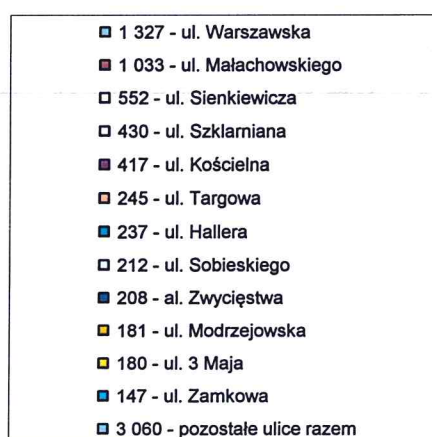 1 327 - ul. Warszawska
1 033 - ul. Małachowskiego
552 - ul. Sienkiewicza
430 - ul. Szklarniana
417 - ul. Kościelna
245 - ul. Targowa
237 - ul. Hallera
212 - ul. Sobieskiego
208 - al. Zwycięstwa
181 - ul. Modrzejowska
180 - ul. 3 Maja
147 - ul. Zamkowa
3 060 - pozostałe ulice razem